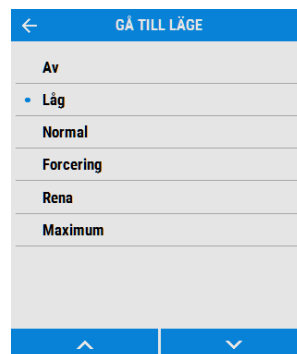 GÅ TILL LÄGE
Av
Låg
Normal
Forcering
Rena
Maximum